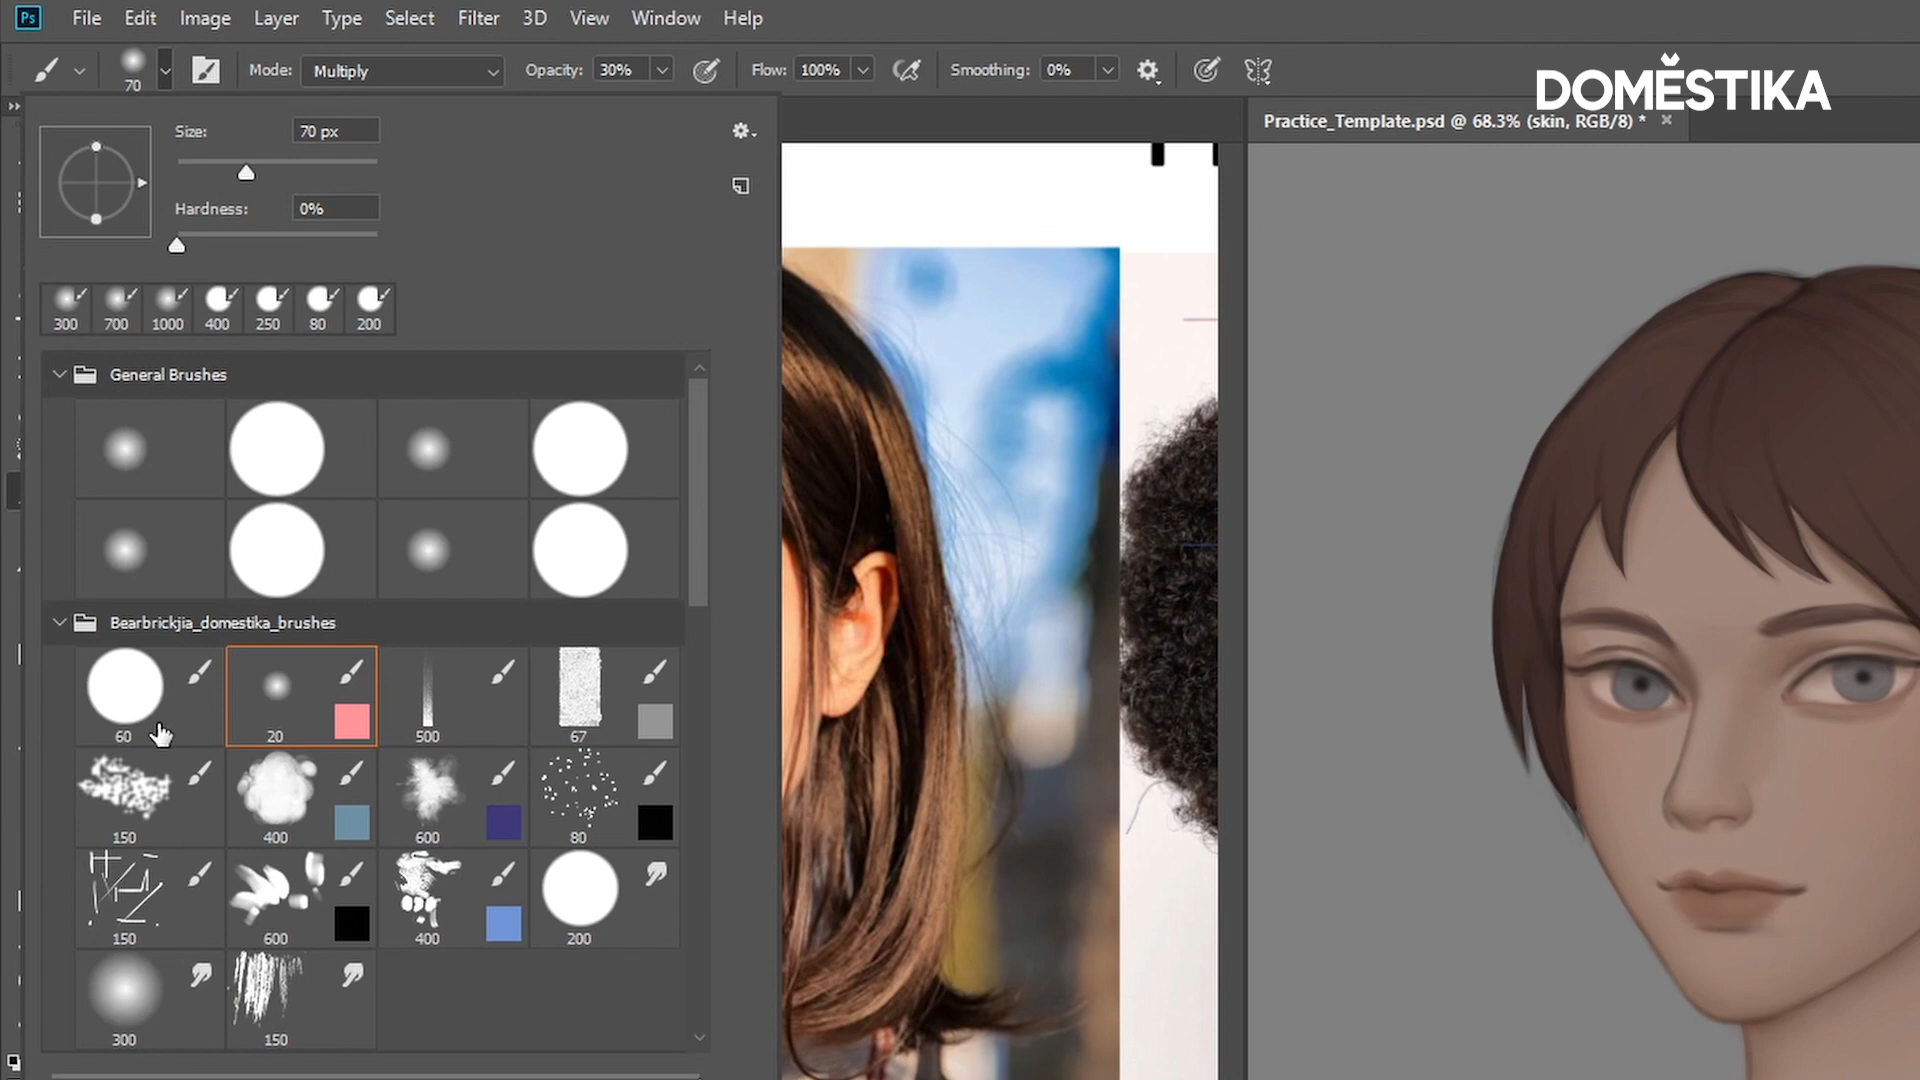 Ps File Edit Image Layer Type Select Filter 3D View Window Help
70 Mode: Multiply Opacity: 30% Flow: 100% Smoothing: 0%
DOMĔSTIKA
Practice_Template.psd @ 68.3% (skin, RGB/8) *
Size: 70 px
Hardness: 0%
300 700 1000 400 250 80 200
General Brushes
Bearbrickjia_domestika_brushes
60 20 500 67
150 400 600 80
150 600 400 200
300 150